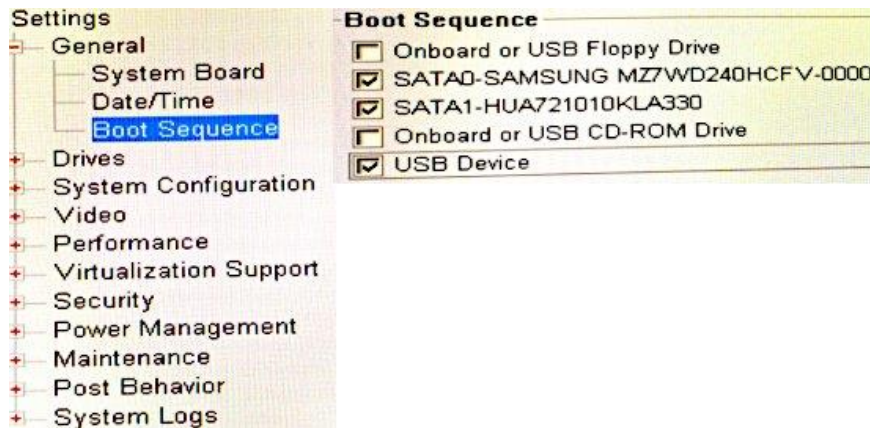 Settings
General
System Board
Date/Time
Boot Sequence
Drives
System Configuration
Video
Performance
Virtualization Support
Security
Power Management
Maintenance
Post Behavior
System Logs
Boot Sequence
Onboard or USB Floppy Drive
SATA0-SAMSUNG MZ7WD240HCFV-0000
SATA1-HUA721010KLA330
Onboard or USB CD-ROM Drive
USB Device